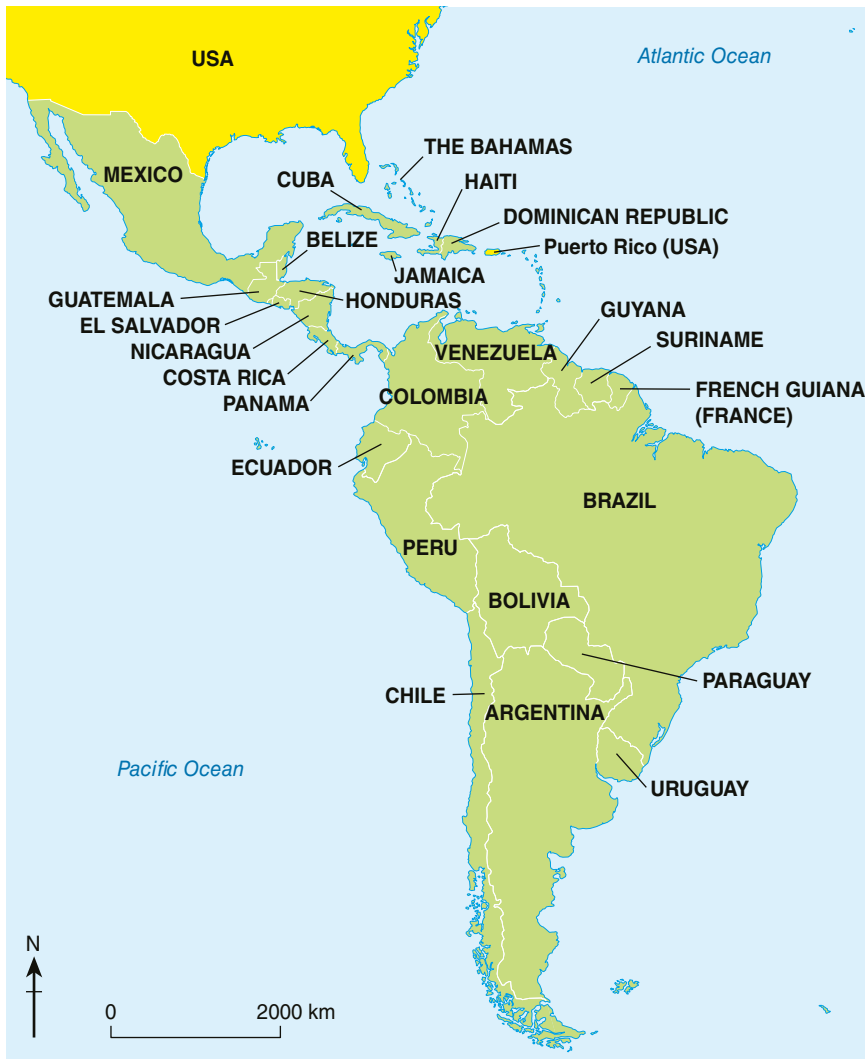 USA
Atlantic Ocean
MEXICO
THE BAHAMAS
CUBA
HAITI
DOMINICAN REPUBLIC
BELIZE
Puerto Rico (USA)
JAMAICA
GUATEMALA
HONDURAS
EL SALVADOR
NICARAGUA
COSTA RICA
PANAMA
GUYANA
VENEZUELA
SURINAME
COLOMBIA
FRENCH GUIANA
(FRANCE)
ECUADOR
BRAZIL
PERU
BOLIVIA
PARAGUAY
CHILE
ARGENTINA
Pacific Ocean
URUGUAY
N
0 2000 km